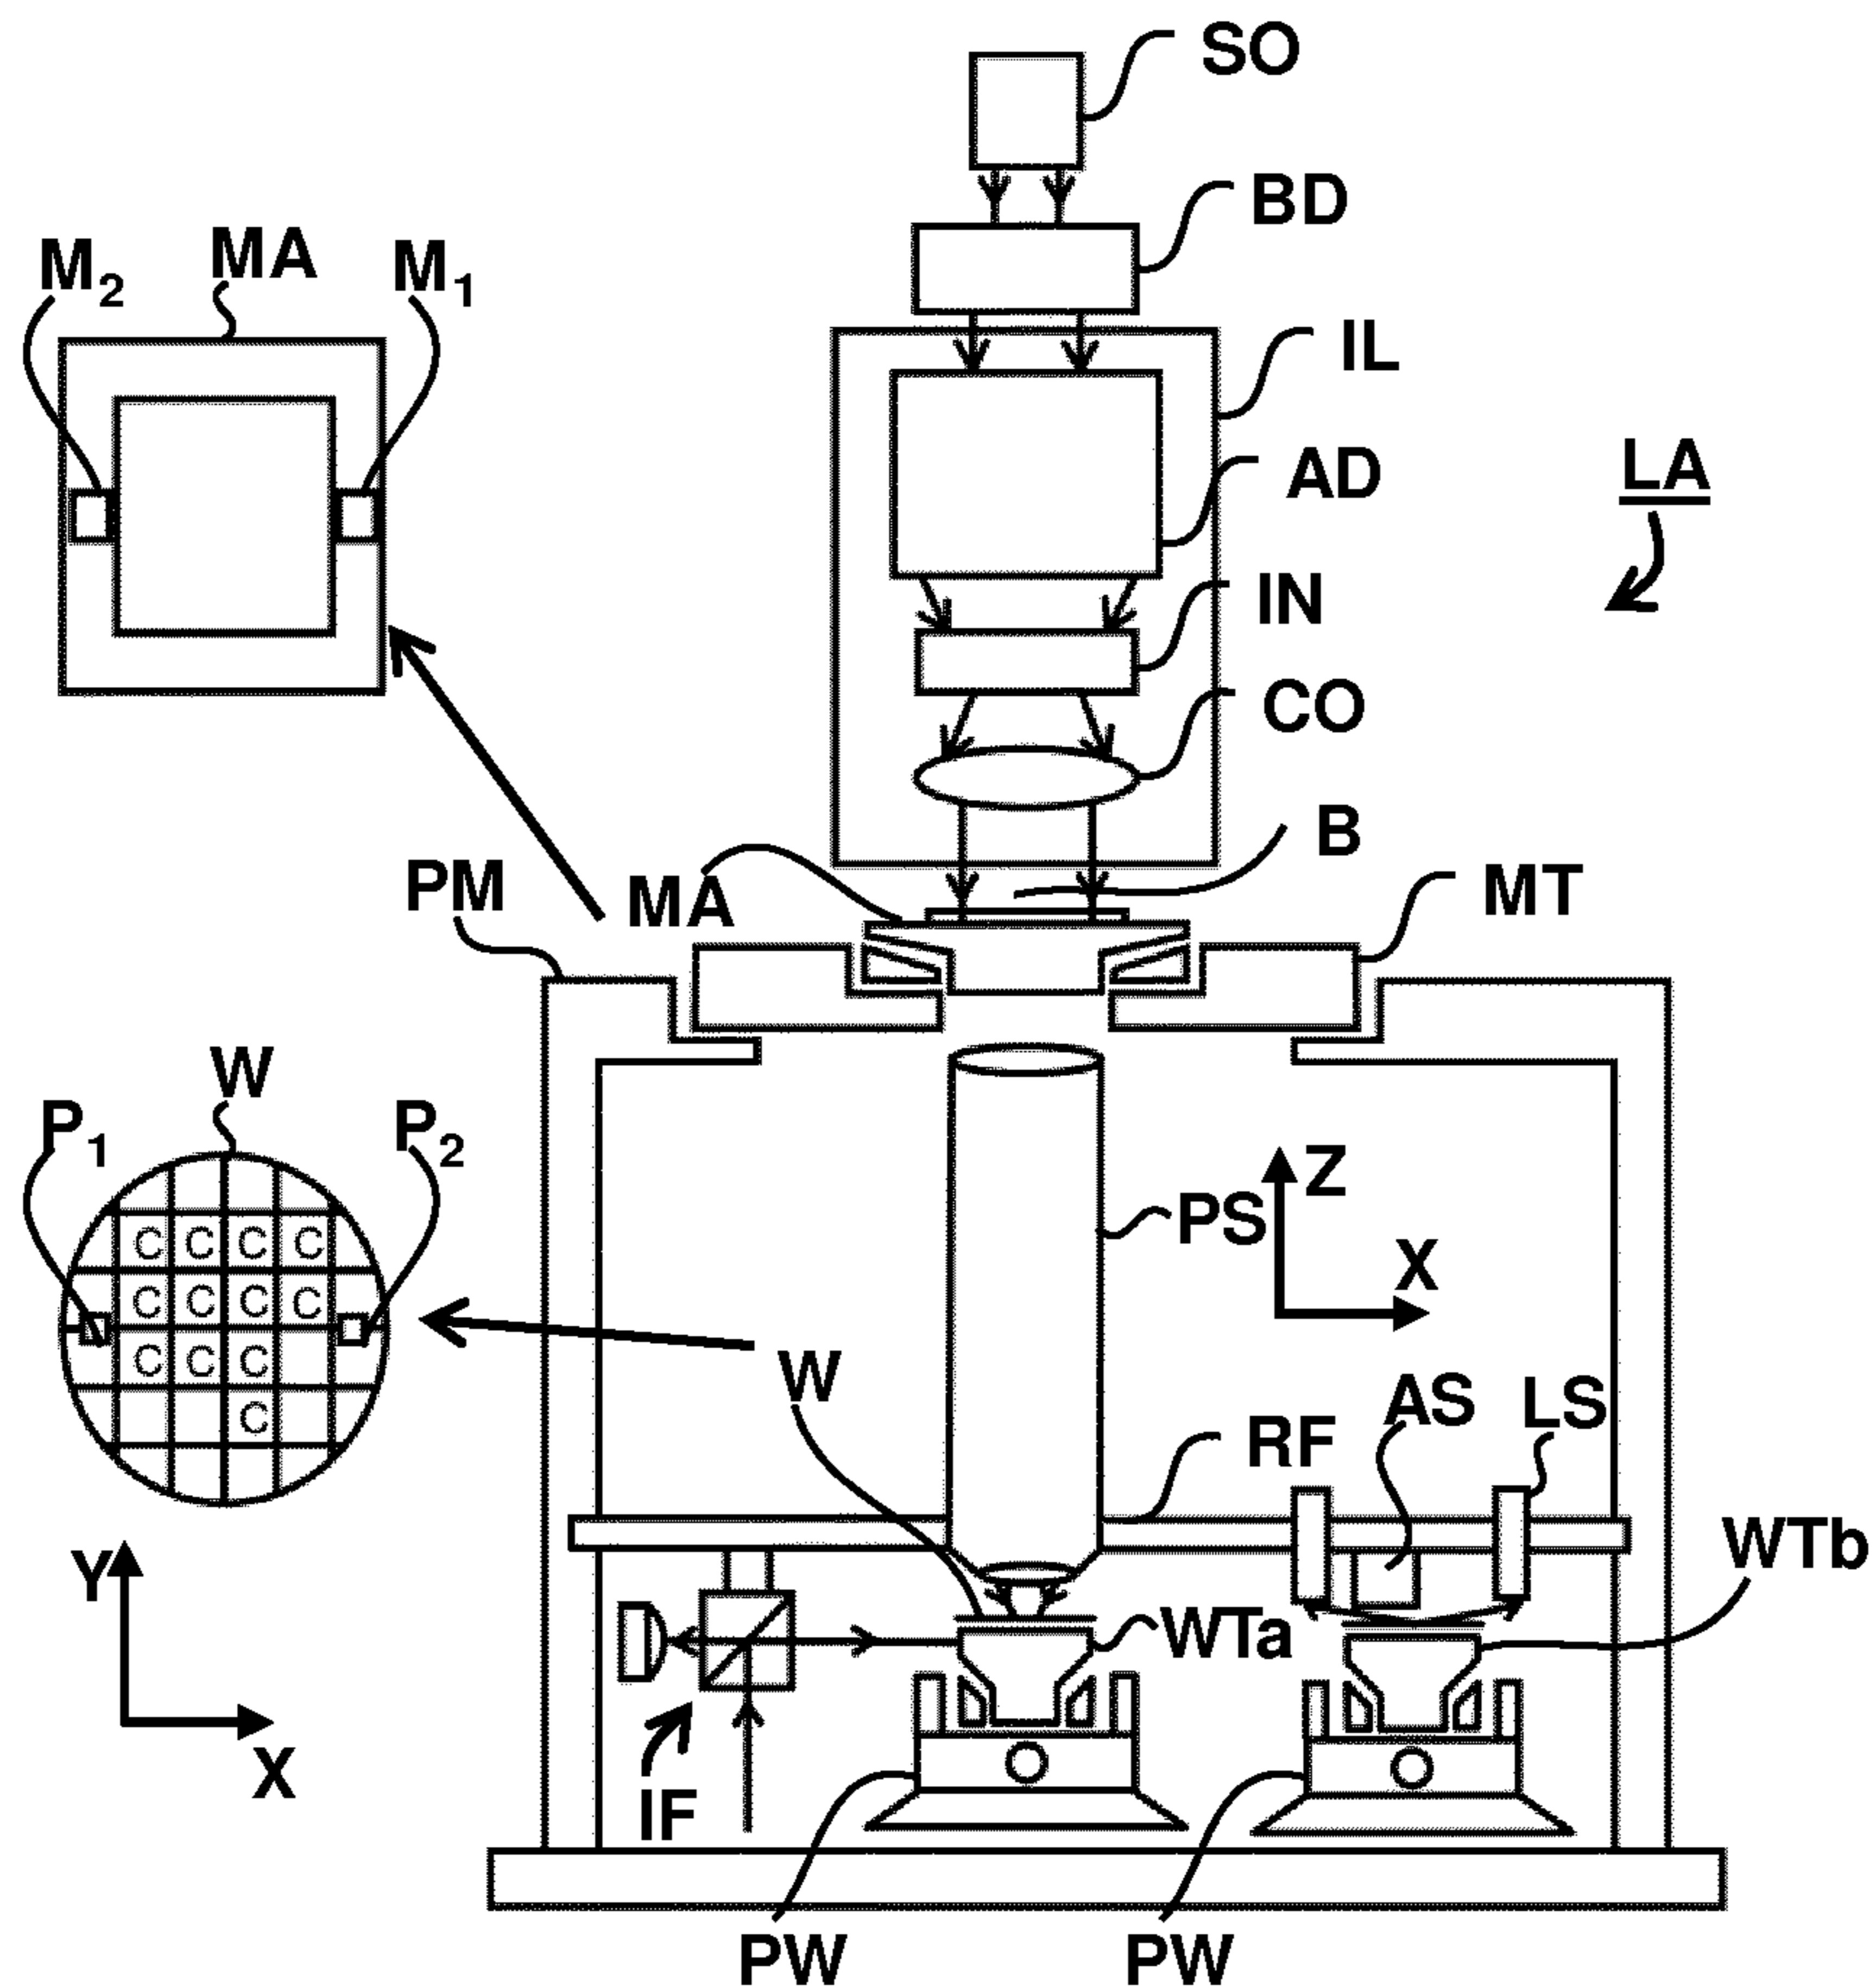 SO
BD
M2 MA M1
IL
AD
LA
IN
CO
B
PM MA MT
W
P1 P2
Z
PS
X
C C C C
C C C C
C C C
C
W
AS LS
RF
WTb
Y
WTa
X
IF
PW PW